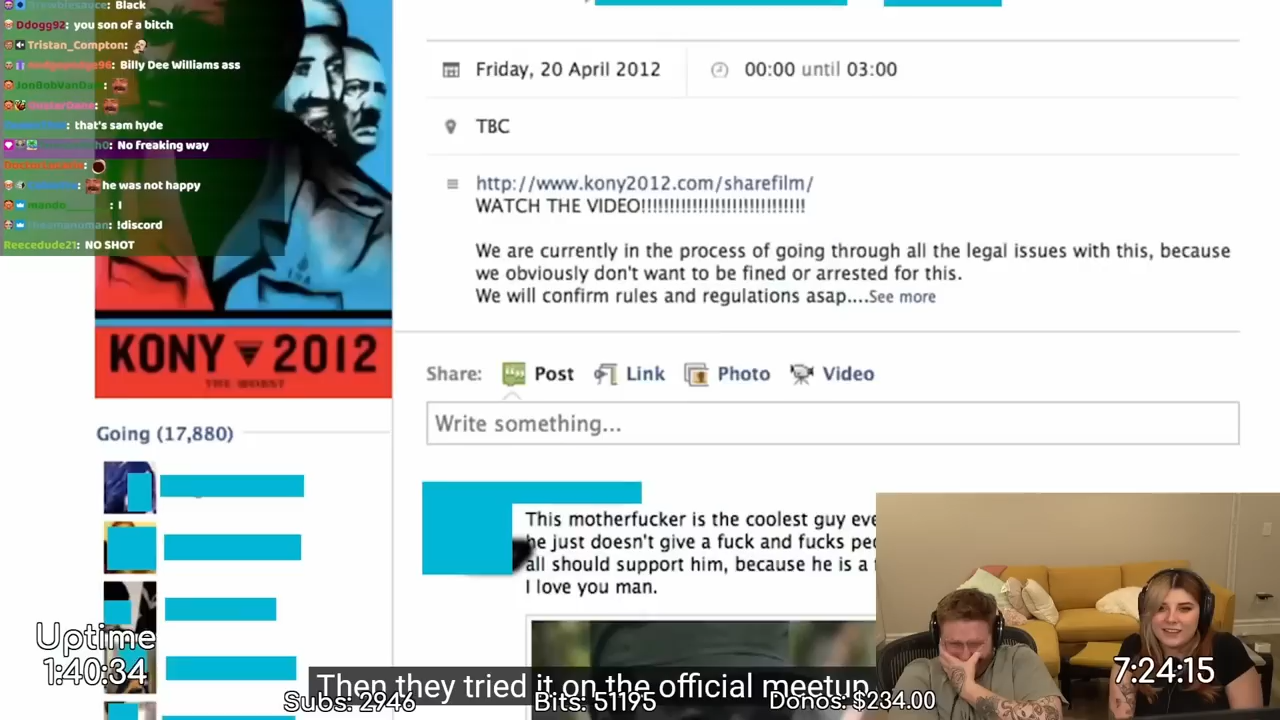 Black
Ddogg92: you son of a bitch
Tristan_Compton:
Billy Dee Williams ass
JonBobVanDam:
: that's sam hyde
h0: No freaking way
: he was not happy
mando_____: I
: !discord
Reecedude21: NO SHOT
KONY 2012
THE WORST
Going (17,880)
Friday, 20 April 2012
00:00 until 03:00
TBC
http://www.kony2012.com/sharefilm/
WATCH THE VIDEO!!!!!!!!!!!!!!!!!!!!!!!!!!!!!
We are currently in the process of going through all the legal issues with this, because
we obviously don't want to be fined or arrested for this.
We will confirm rules and regulations asap....See more
Share: Post Link Photo Video
Write something...
This motherfucker is the coolest guy eve
he just doesn't give a fuck and fucks peo
all should support him, because he is a
I love you man.
Uptime
1:40:34
Then they tried it on the official meetup
Subs: 2946
Bits: 51195
Donos: $234.00
7:24:15